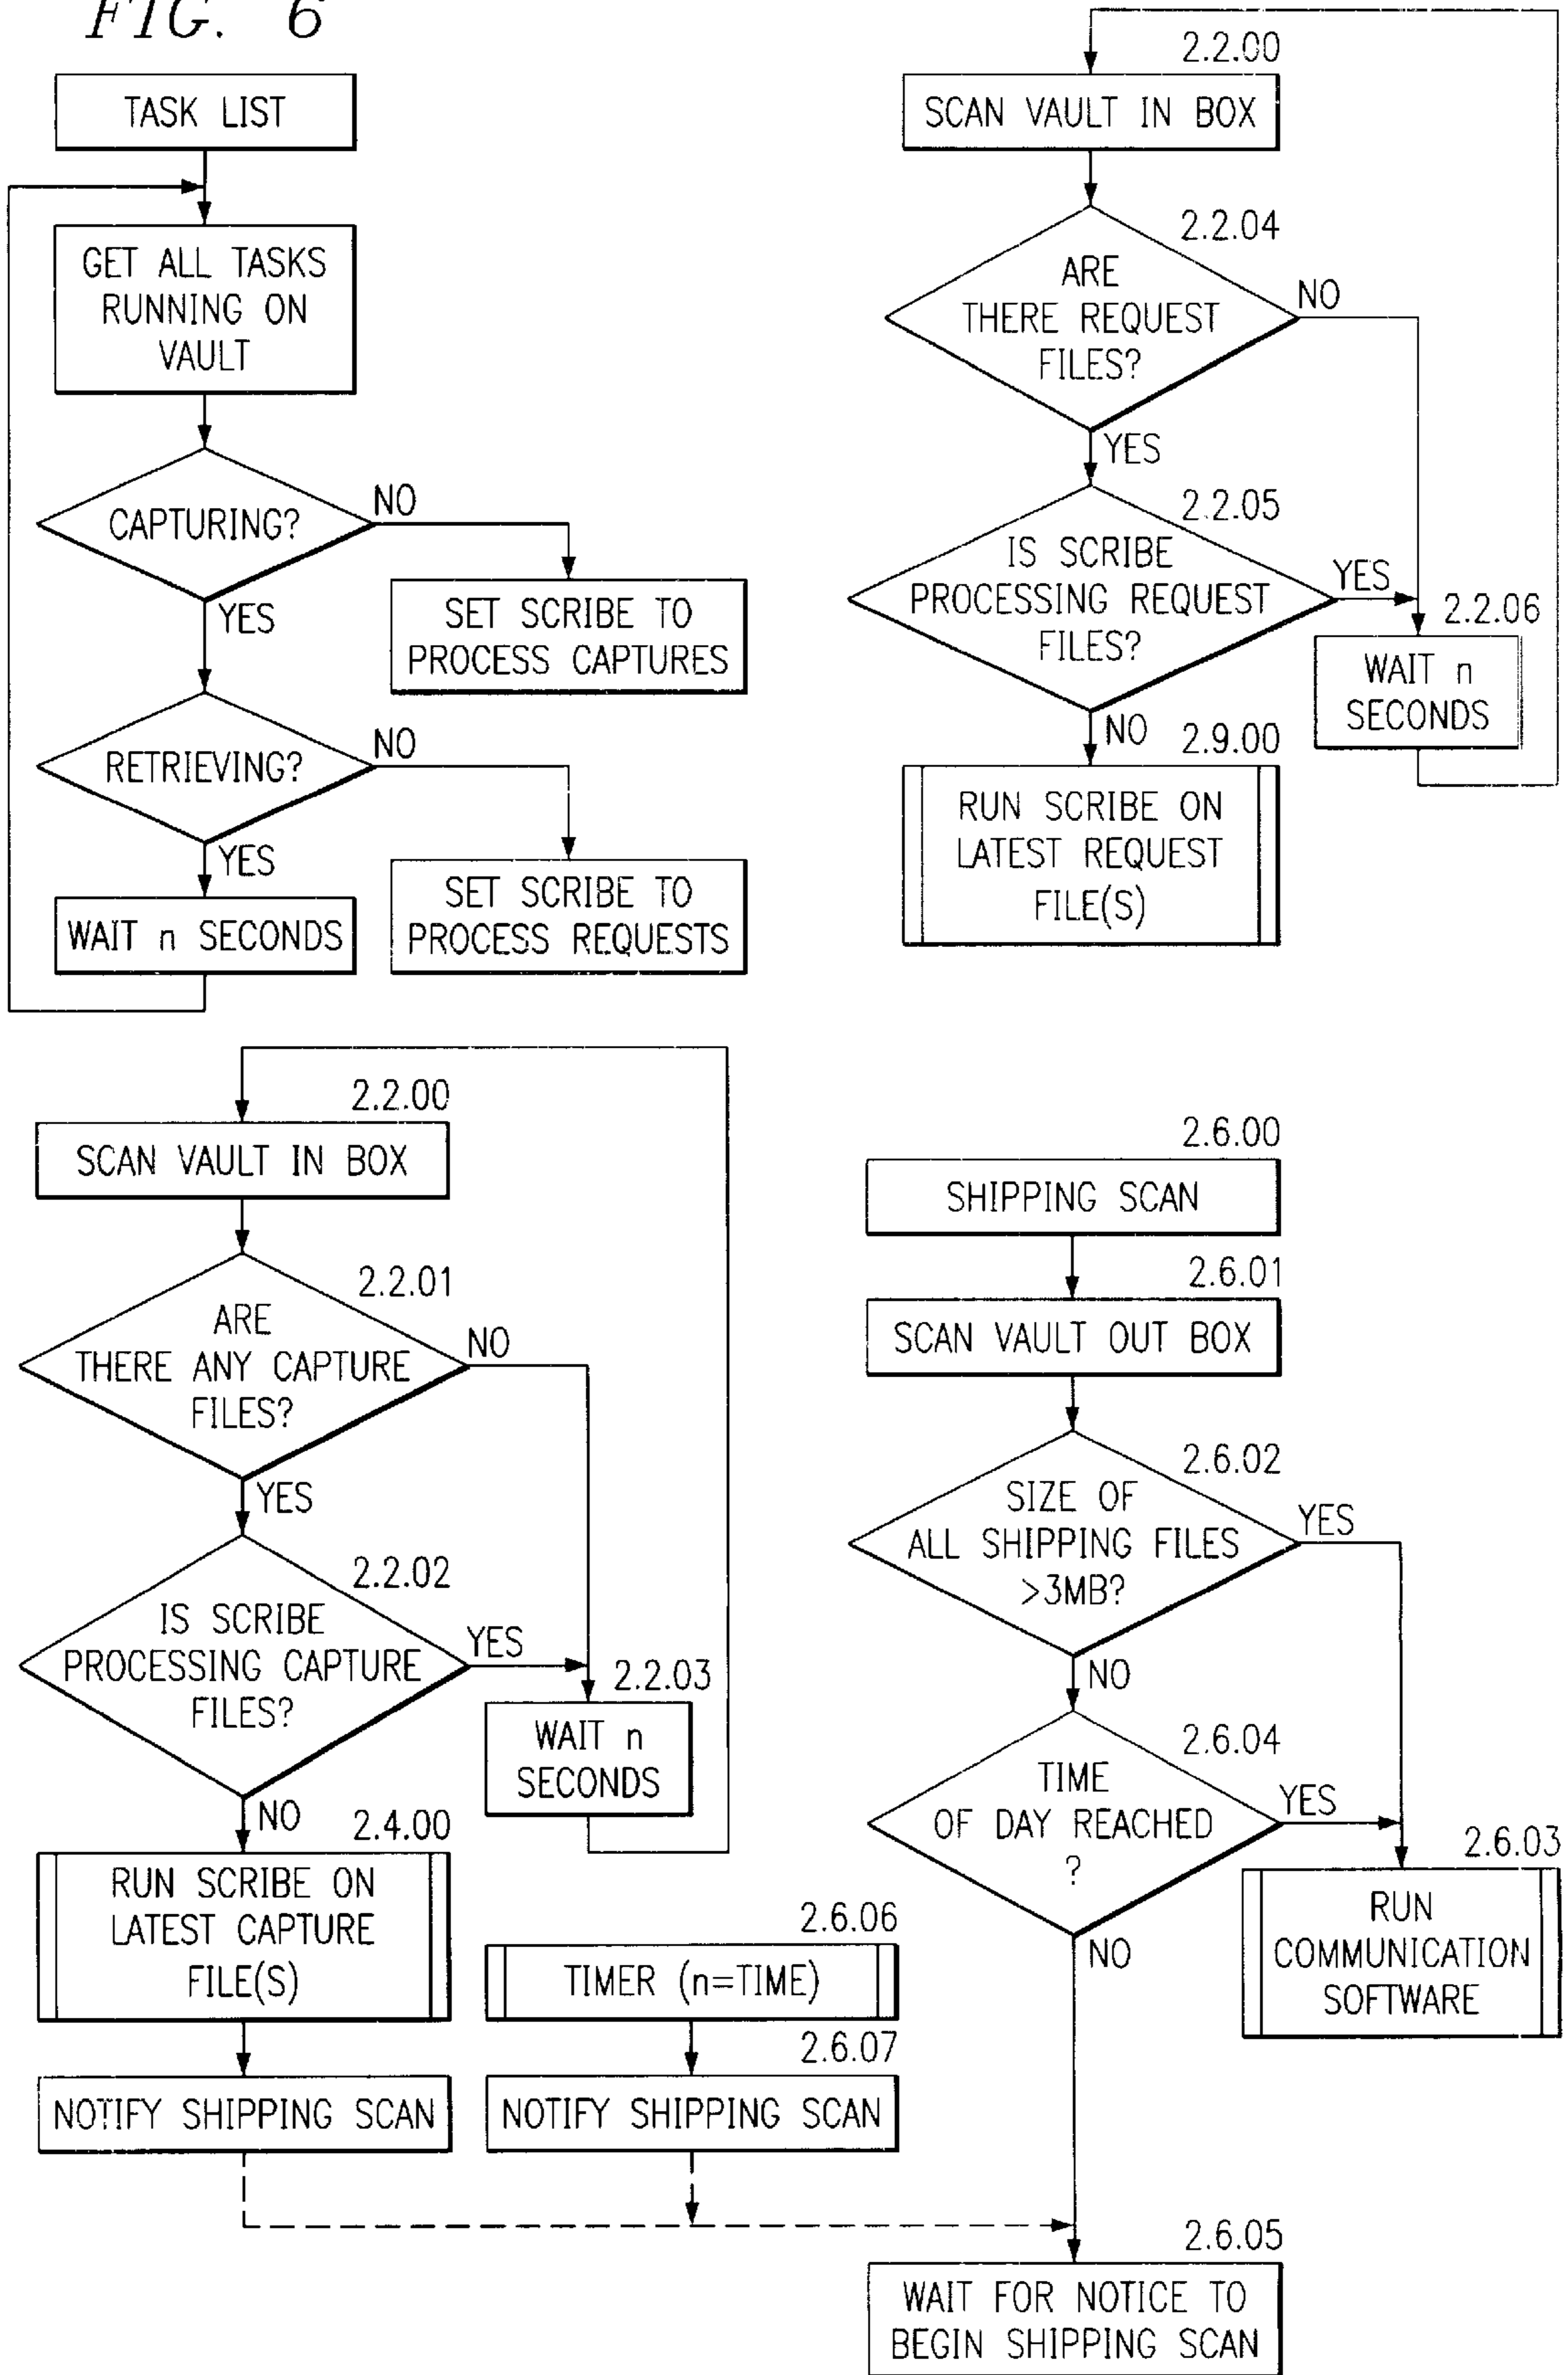 FIG. 6
TASK LIST
GET ALL TASKS
RUNNING ON
VAULT
CAPTURING?
NO
YES
SET SCRIBE TO
PROCESS CAPTURES
RETRIEVING?
NO
YES
SET SCRIBE TO
PROCESS REQUESTS
WAIT n SECONDS
2.2.00
SCAN VAULT IN BOX
2.2.04
ARE
THERE REQUEST
FILES?
NO
YES
2.2.05
IS SCRIBE
PROCESSING REQUEST
FILES?
YES
2.2.06
WAIT n
SECONDS
NO
2.9.00
RUN SCRIBE ON
LATEST REQUEST
FILE(S)
2.2.00
SCAN VAULT IN BOX
2.2.01
ARE
THERE ANY CAPTURE
FILES?
NO
YES
2.2.02
IS SCRIBE
PROCESSING CAPTURE
FILES?
YES
2.2.03
WAIT n
SECONDS
NO
2.4.00
RUN SCRIBE ON
LATEST CAPTURE
FILE(S)
NOTIFY SHIPPING SCAN
2.6.06
TIMER (n=TIME)
2.6.07
NOTIFY SHIPPING SCAN
2.6.00
SHIPPING SCAN
2.6.01
SCAN VAULT OUT BOX
2.6.02
SIZE OF
ALL SHIPPING FILES
>3MB?
YES
NO
2.6.04
TIME
OF DAY REACHED
?
YES
2.6.03
RUN
COMMUNICATION
SOFTWARE
NO
2.6.05
WAIT FOR NOTICE TO
BEGIN SHIPPING SCAN